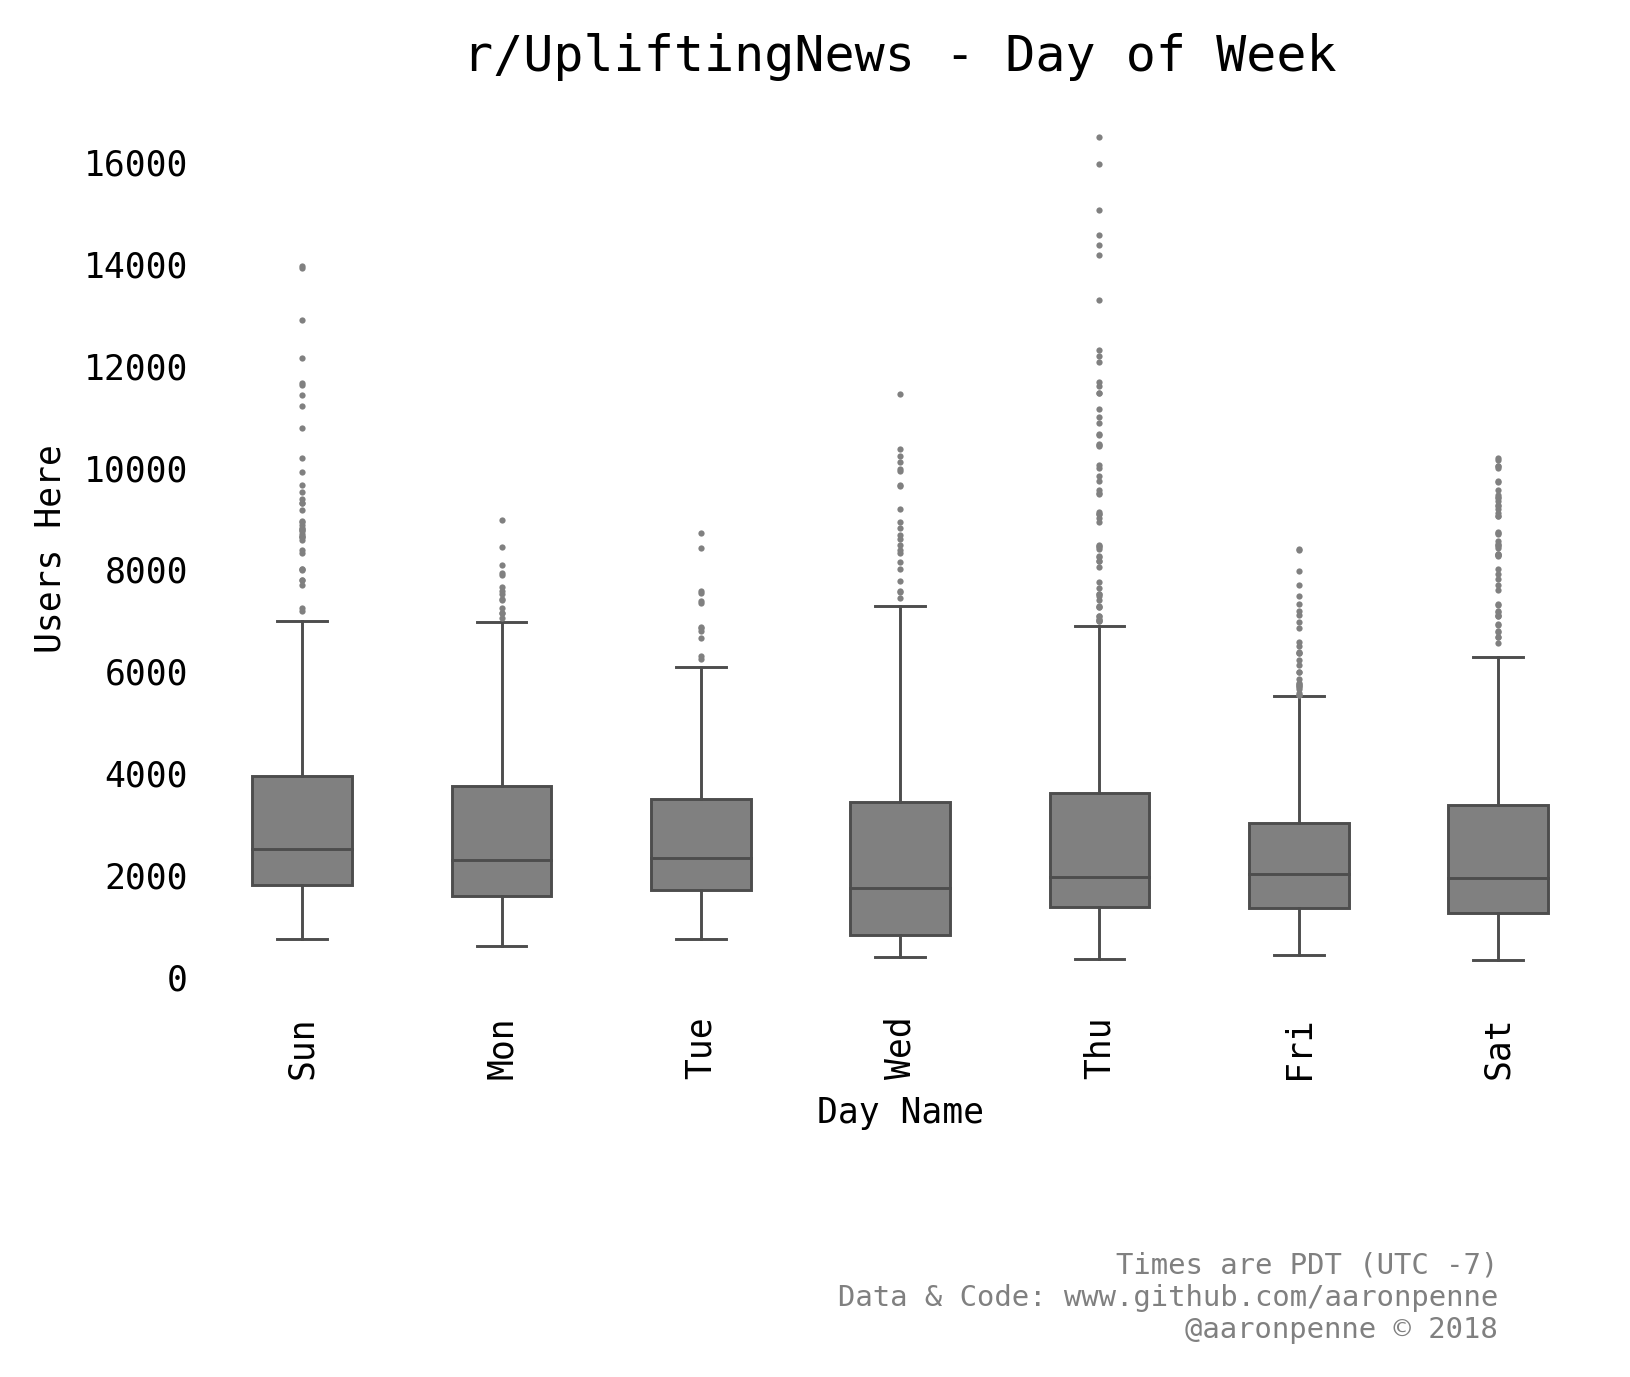 r/UpliftingNews - Day of Week
16000
14000
12000
10000
8000
6000
4000
2000
0
Users Here
Sun
Mon
Tue
Wed
Thu
Fri
Sat
Day Name
Times are PDT (UTC -7)
Data & Code: www.github.com/aaronpenne
@aaronpenne © 2018